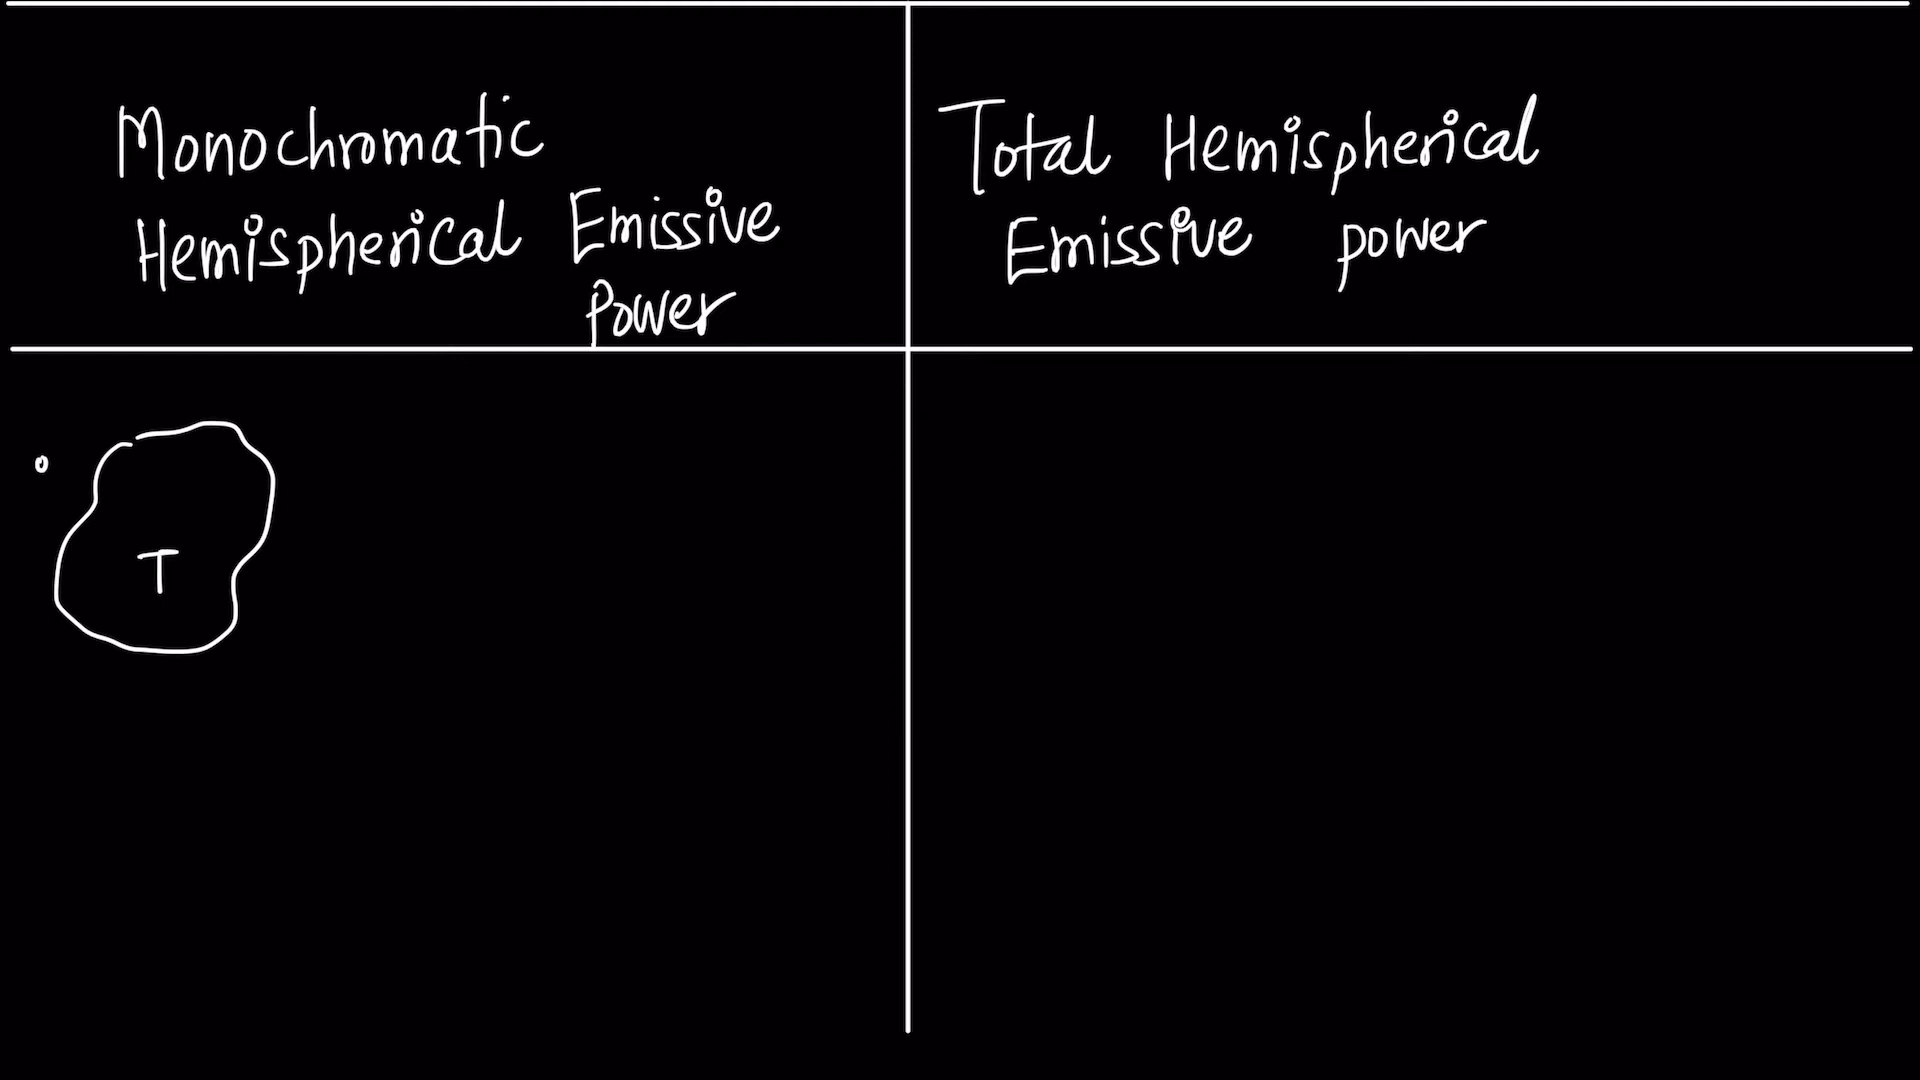 Monochromatic
Hemispherical Emissive
Power
Total Hemispherical
Emissive power
T